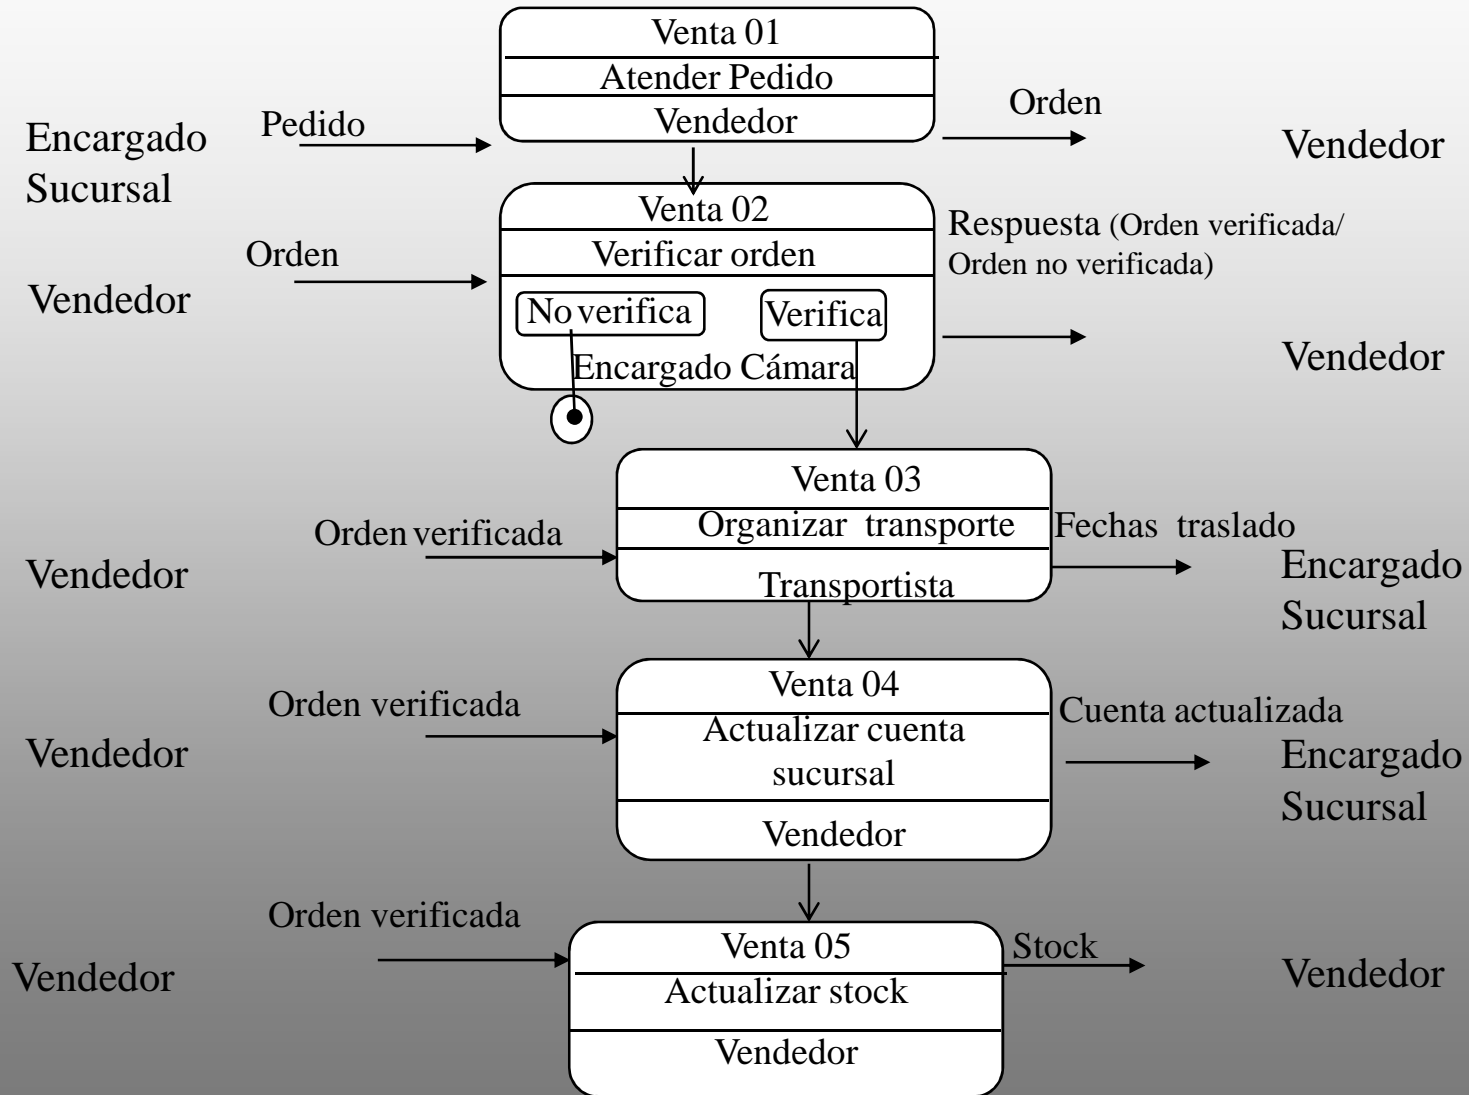 Venta 01
Atender Pedido
Vendedor
Pedido
Encargado
Sucursal
Orden
Vendedor
Venta 02
Verificar orden
No verifica
Verifica
Encargado Cámara
Orden
Vendedor
Respuesta (Orden verificada/
Orden no verificada)
Vendedor
Venta 03
Organizar transporte
Transportista
Orden verificada
Vendedor
Fechas traslado
Encargado
Sucursal
Venta 04
Actualizar cuenta
sucursal
Vendedor
Orden verificada
Vendedor
Cuenta actualizada
Encargado
Sucursal
Venta 05
Actualizar stock
Vendedor
Orden verificada
Vendedor
Stock
Vendedor